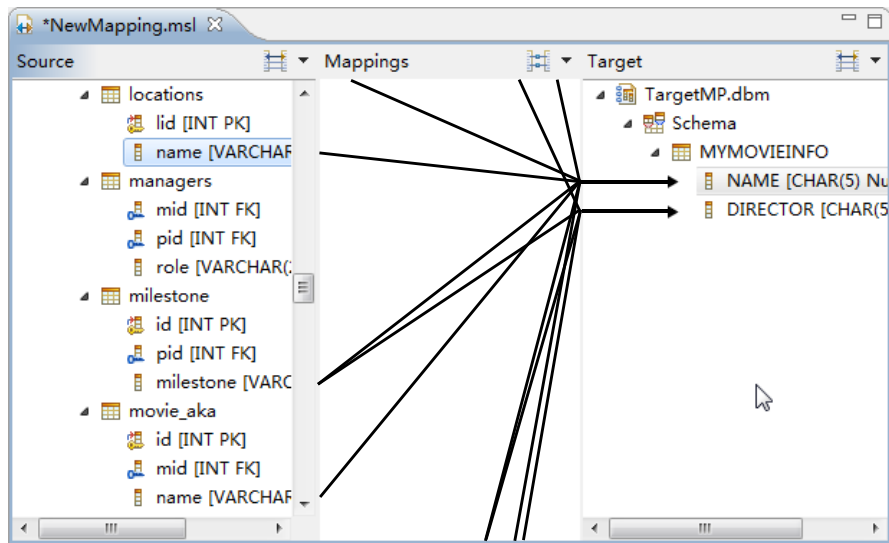 *NewMapping.msl
Source
Mappings
Target
locations
lid [INT PK]
name [VARCHAR
managers
mid [INT FK]
pid [INT FK]
role [VARCHAR(
milestone
id [INT PK]
pid [INT FK]
milestone [VARC
movie_aka
id [INT PK]
mid [INT FK]
name [VARCHAR
TargetMP.dbm
Schema
MYMOVIEINFO
NAME [CHAR(5) Nu
DIRECTOR [CHAR(5